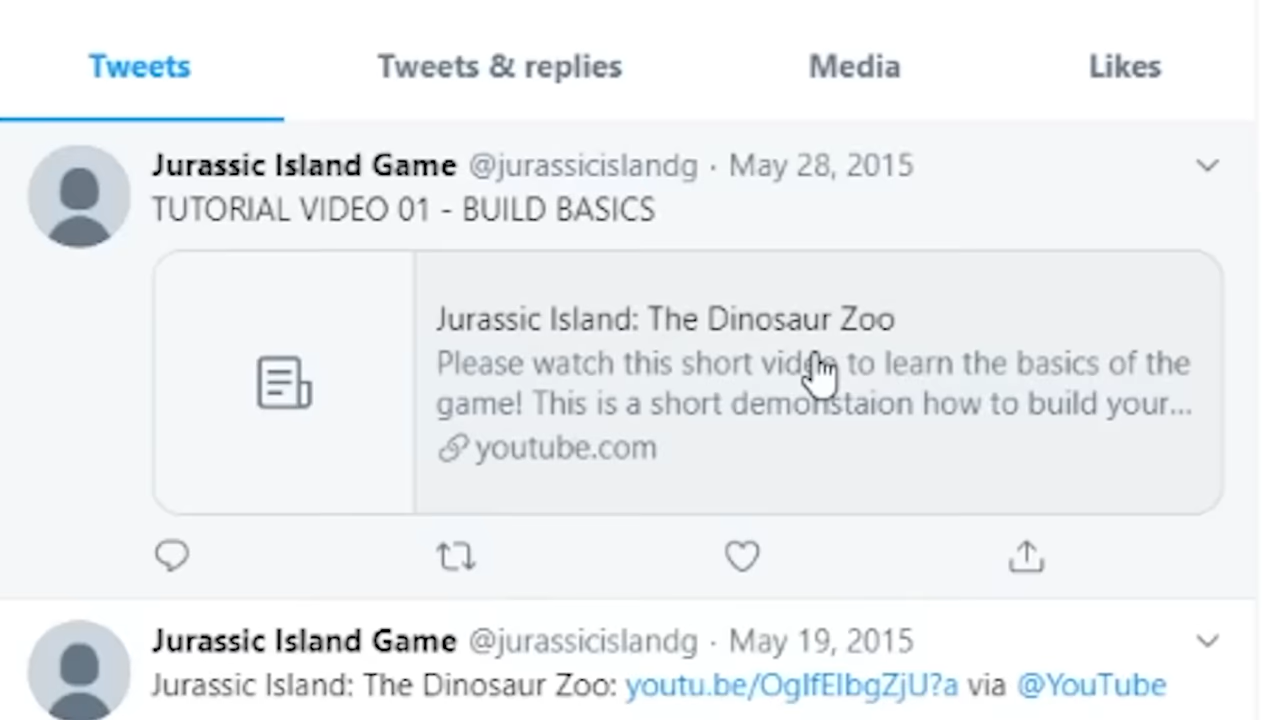 Tweets Tweets & replies Media Likes
Jurassic Island Game @jurassicislandg · May 28, 2015
TUTORIAL VIDEO 01 - BUILD BASICS
Jurassic Island: The Dinosaur Zoo
Please watch this short video to learn the basics of the
game! This is a short demonstaion how to build your...
youtube.com
Jurassic Island Game @jurassicislandg · May 19, 2015
Jurassic Island: The Dinosaur Zoo: youtu.be/OglfElbgZjU?a via @YouTube